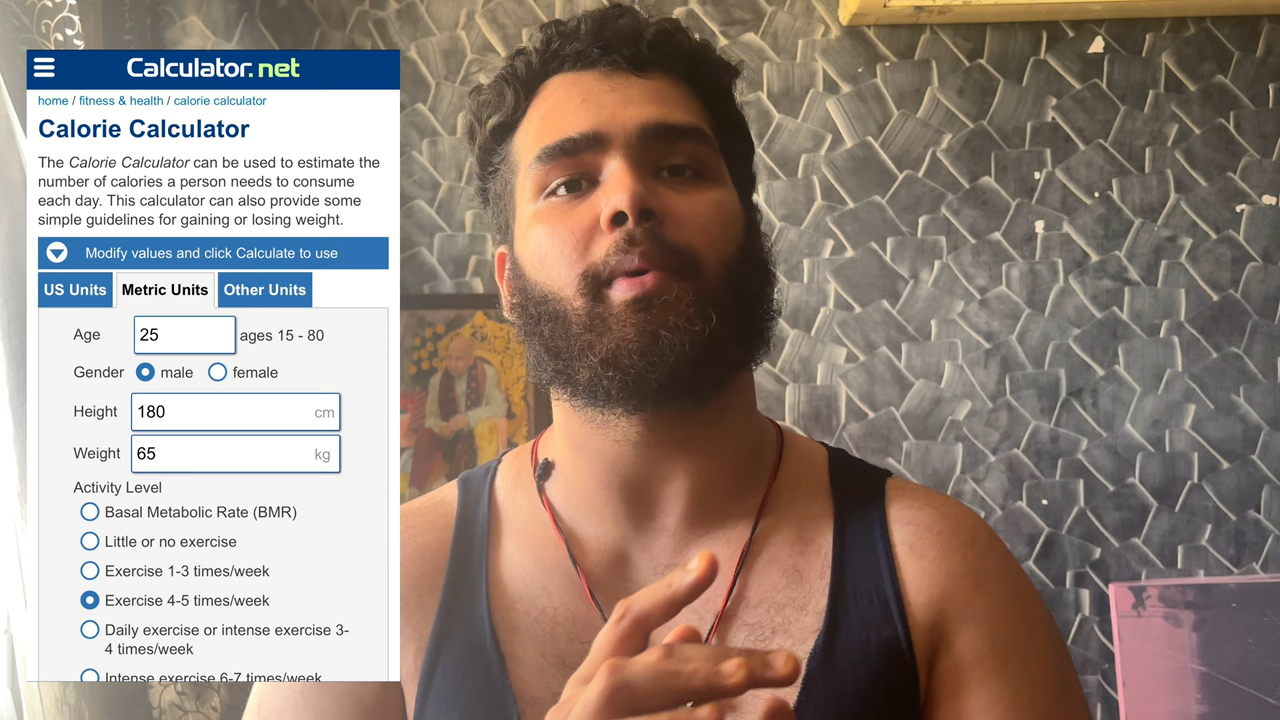 Calculator.net
home / fitness & health / calorie calculator
Calorie Calculator
The Calorie Calculator can be used to estimate the
number of calories a person needs to consume
each day. This calculator can also provide some
simple guidelines for gaining or losing weight.
Modify values and click Calculate to use
US Units Metric Units Other Units
Age 25 ages 15 - 80
Gender male female
Height 180 cm
Weight 65 kg
Activity Level
Basal Metabolic Rate (BMR)
Little or no exercise
Exercise 1-3 times/week
Exercise 4-5 times/week
Daily exercise or intense exercise 3-
4 times/week
Intense exercise 6-7 times/week